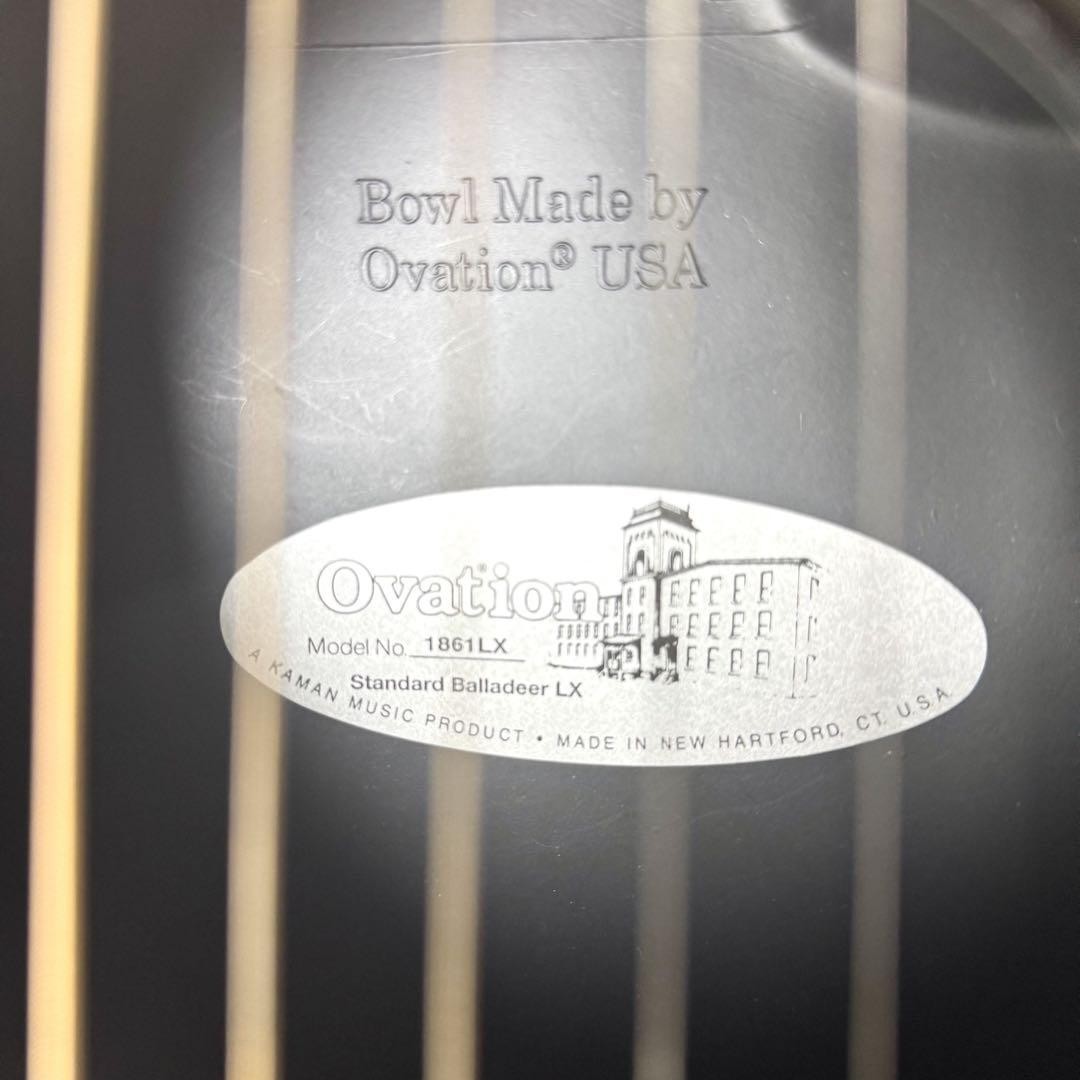 Bowl Made by
Ovation® USA
Ovation
Model No. 1861LX
Standard Balladeer LX
A KAMAN MUSIC PRODUCT • MADE IN NEW HARTFORD, CT. U.S.A.